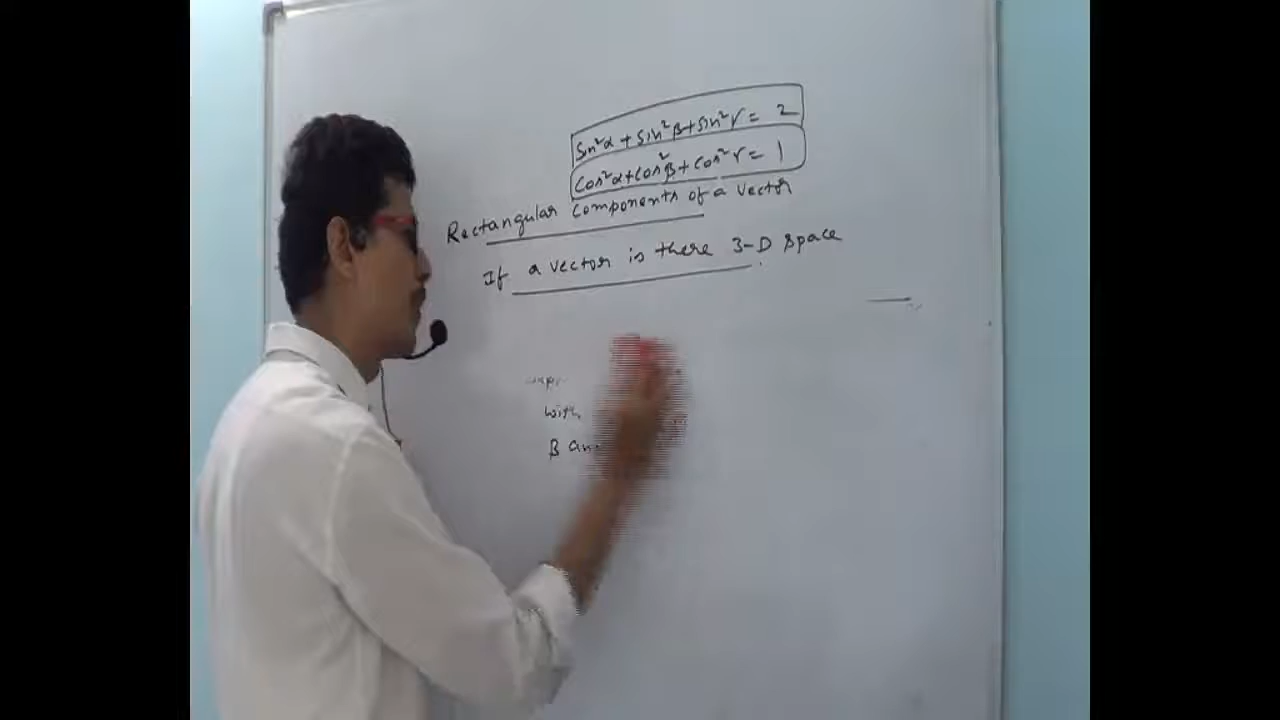 Sin²α + Sin²β + Sin²γ = 2
Cos²α + Cos²β + Cos²γ = 1
Rectangular Components of a vector
If a vector is there 3-D space
with
β an